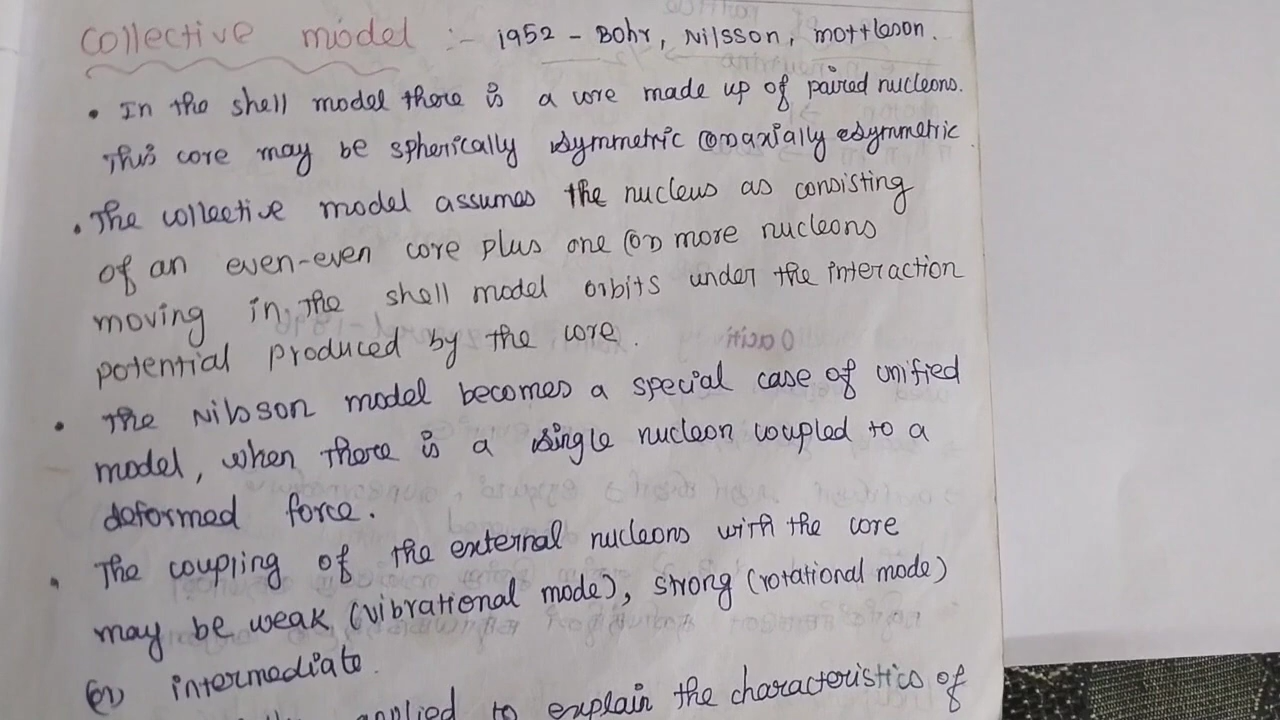 Collective model :- 1952 - Bohr, Nilsson, mottleson.
• In the shell model there is a core made up of paired nucleons.
This core may be spherically symmetric (or) axially asymmetric.
• The collective model assumes the nucleus as consisting
of an even-even core plus one (or) more nucleons
moving in the shell model orbits under the interaction
potential produced by the core.
• The Nilsson model becomes a special case of unified
model, when there is a single nucleon coupled to a
deformed force.
• The coupling of the external nucleons with the core
may be weak (vibrational mode), strong (rotational mode)
(or) intermediate.
applied to explain the characteristics of